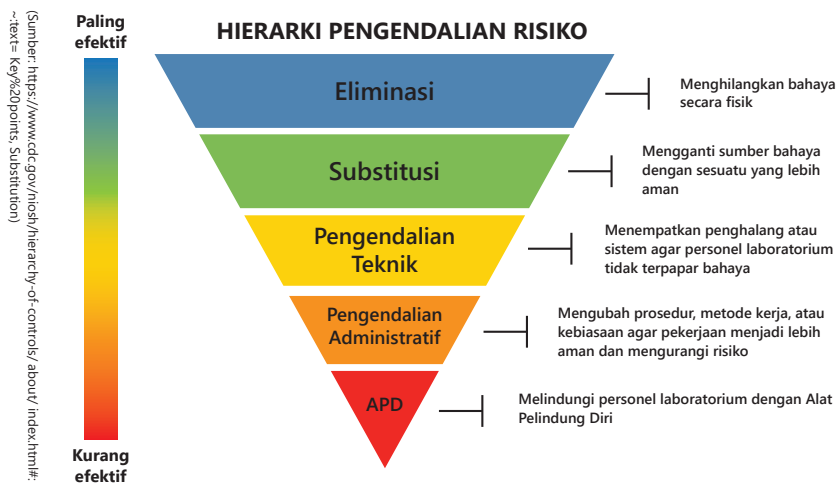 HIERARKI PENGENDALIAN RISIKO
Paling
efektif
Kurang
efektif
Eliminasi
Menghilangkan bahaya
secara fisik
Substitusi
Mengganti sumber bahaya
dengan sesuatu yang lebih
aman
Pengendalian
Teknik
Menempatkan penghalang atau
sistem agar personel laboratorium
tidak terpapar bahaya
Pengendalian
Administratif
Mengubah prosedur, metode kerja, atau
kebiasaan agar pekerjaan menjadi lebih
aman dan mengurangi risiko
APD
Melindungi personel laboratorium dengan Alat
Pelindung Diri
(Sumber: https://www.cdc.gov/niosh/hierarchy-of-controls/ about/ index.html#:
~:text= Key%20points, Substitution)